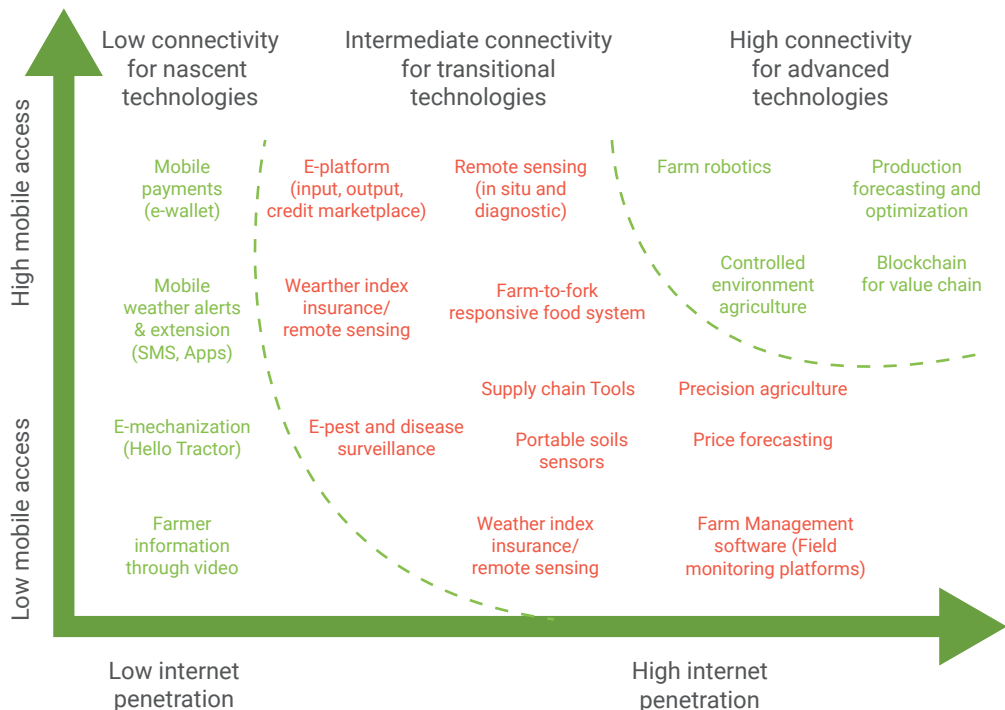 Low connectivity
for nascent
technologies
Intermediate connectivity
for transitional
technologies
High connectivity
for advanced
technologies
High mobile access
Low mobile access
Mobile
payments
(e-wallet)
E-platform
(input, output,
credit marketplace)
Remote sensing
(in situ and
diagnostic)
Farm robotics
Production
forecasting and
optimization
Mobile
weather alerts
& extension
(SMS, Apps)
Wearther index
insurance/
remote sensing
Farm-to-fork
responsive food system
Controlled
environment
agriculture
Blockchain
for value chain
Supply chain Tools
Precision agriculture
E-mechanization
(Hello Tractor)
E-pest and disease
surveillance
Portable soils
sensors
Price forecasting
Farmer
information
through video
Weather index
insurance/
remote sensing
Farm Management
software (Field
monitoring platforms)
Low internet
penetration
High internet
penetration